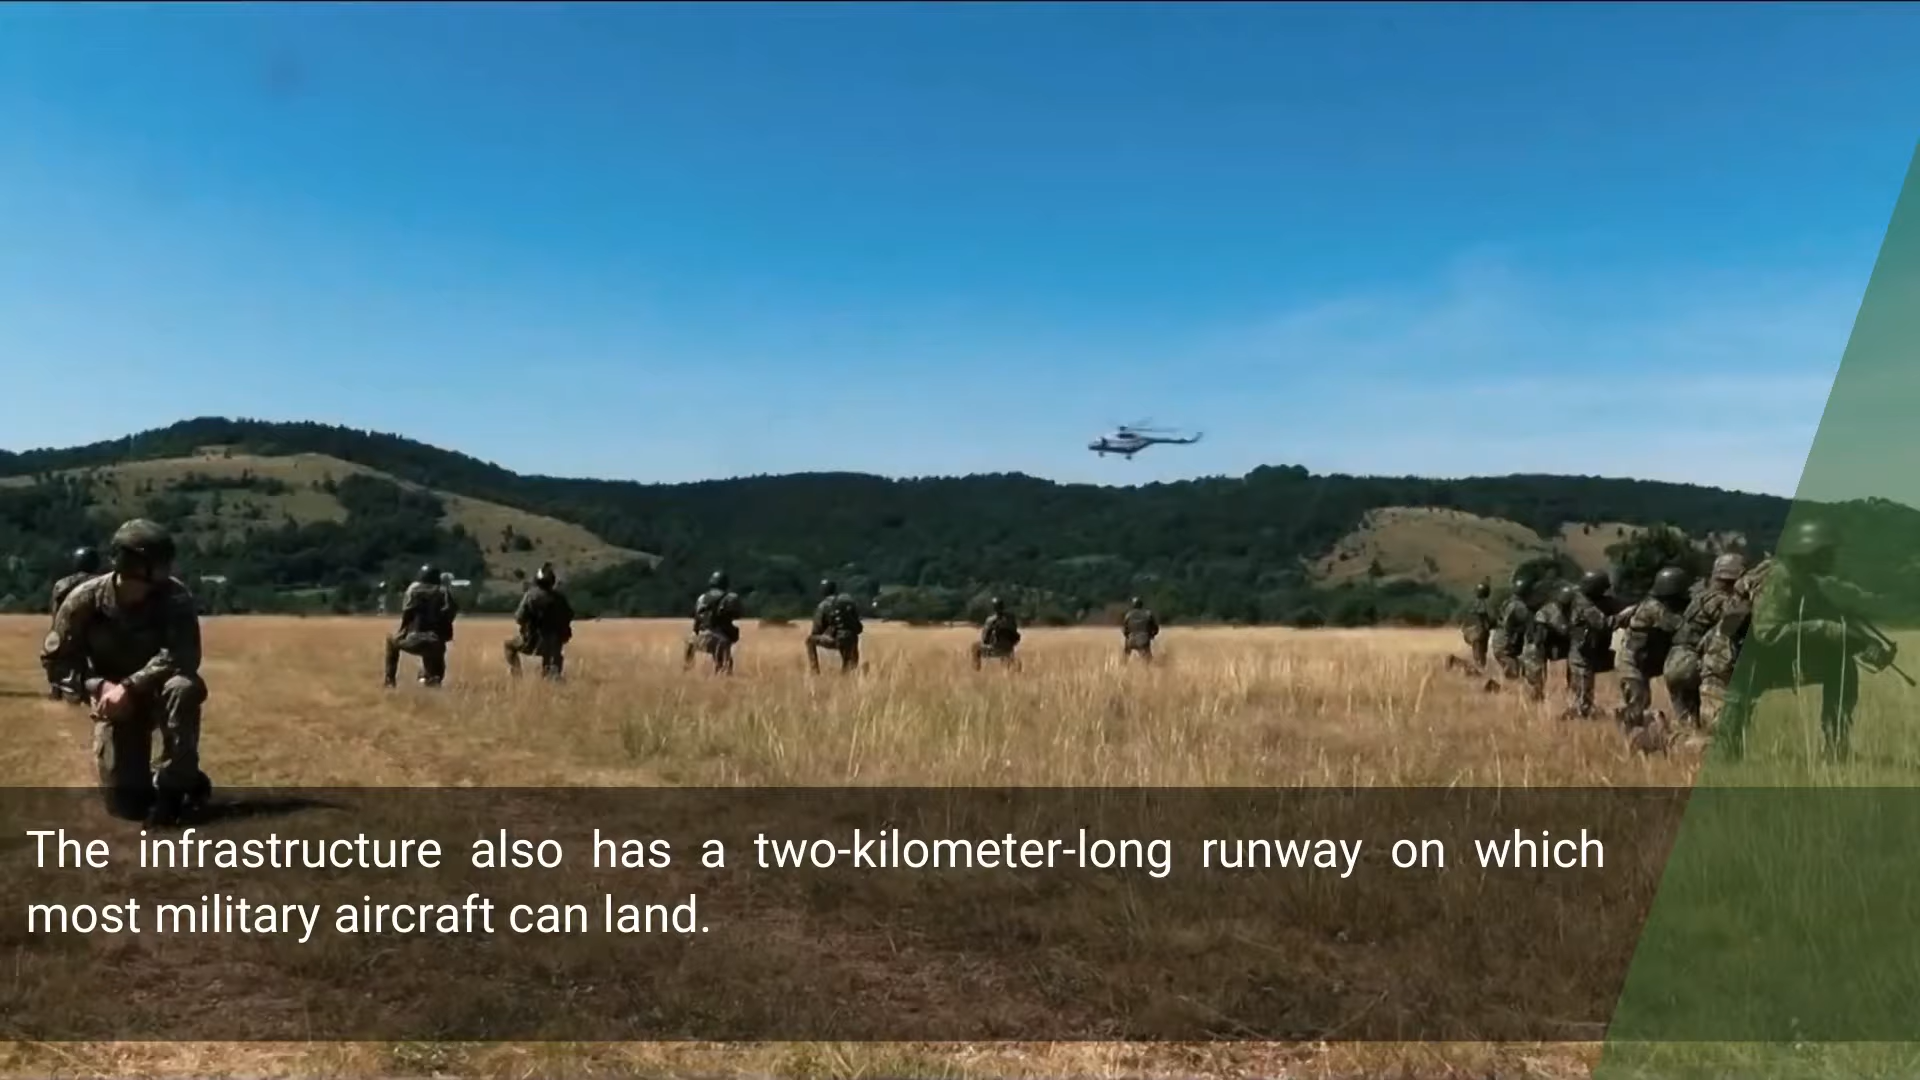 The infrastructure also has a two-kilometer-long runway on which
most military aircraft can land.